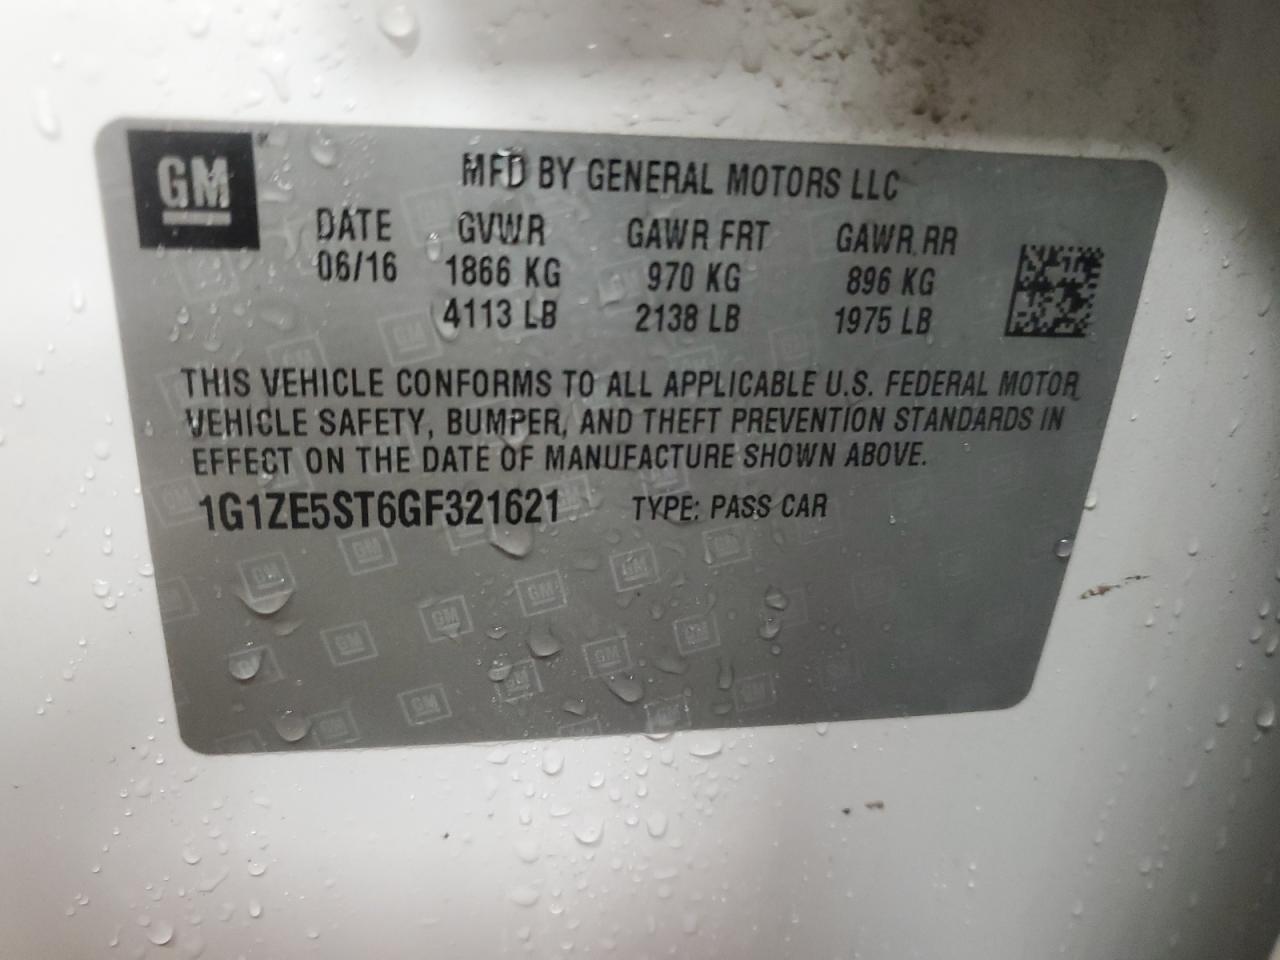 GM
MFD BY GENERAL MOTORS LLC
DATE GVWR GAWR FRT GAWR RR
06/16 1866 KG 970 KG 896 KG
4113 LB 2138 LB 1975 LB
THIS VEHICLE CONFORMS TO ALL APPLICABLE U.S. FEDERAL MOTOR
VEHICLE SAFETY, BUMPER, AND THEFT PREVENTION STANDARDS IN
EFFECT ON THE DATE OF MANUFACTURE SHOWN ABOVE.
1G1ZE5ST6GF321621 TYPE: PASS CAR